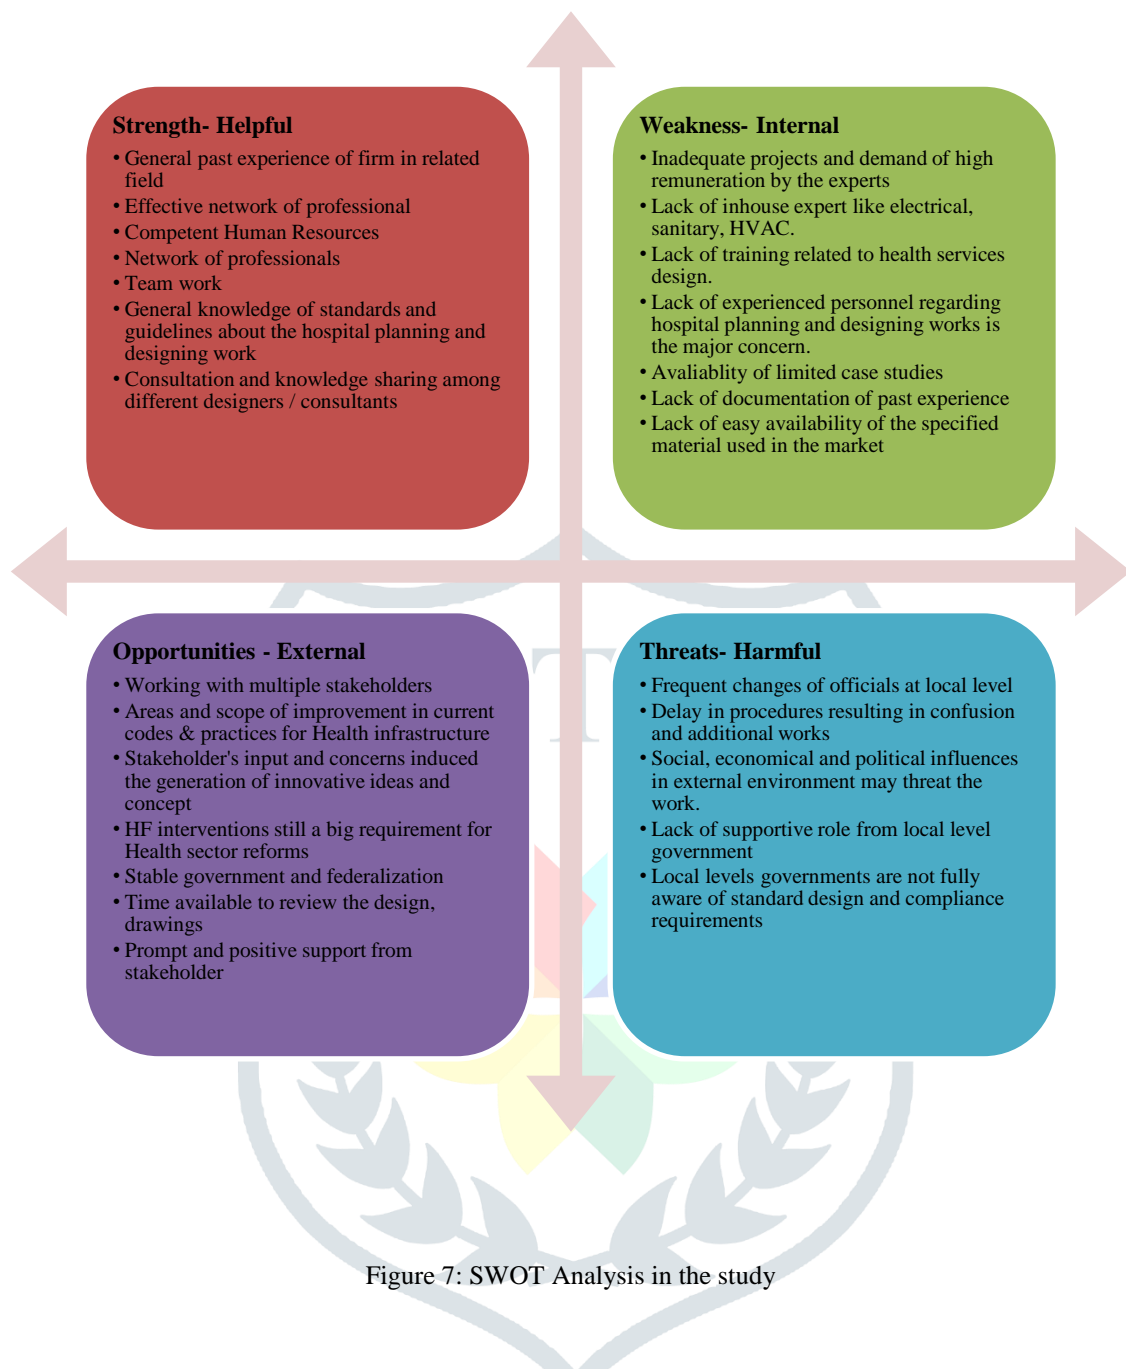 Strength- Helpful
• General past experience of firm in related
field
• Effective network of professional
• Competent Human Resources
• Network of professionals
• Team work
• General knowledge of standards and
guidelines about the hospital planning and
designing work
• Consultation and knowledge sharing among
different designers / consultants
Weakness- Internal
• Inadequate projects and demand of high
remuneration by the experts
• Lack of inhouse expert like electrical,
sanitary, HVAC.
• Lack of training related to health services
design.
• Lack of experienced personnel regarding
hospital planning and designing works is
the major concern.
• Avaliablity of limited case studies
• Lack of documentation of past experience
• Lack of easy availability of the specified
material used in the market
Opportunities - External
• Working with multiple stakeholders
• Areas and scope of improvement in current
codes & practices for Health infrastructure
• Stakeholder's input and concerns induced
the generation of innovative ideas and
concept
• HF interventions still a big requirement for
Health sector reforms
• Stable government and federalization
• Time available to review the design,
drawings
• Prompt and positive support from
stakeholder
Threats- Harmful
• Frequent changes of officials at local level
• Delay in procedures resulting in confusion
and additional works
• Social, economical and political influences
in external environment may threat the
work.
• Lack of supportive role from local level
government
• Local levels governments are not fully
aware of standard design and compliance
requirements
Figure 7: SWOT Analysis in the study